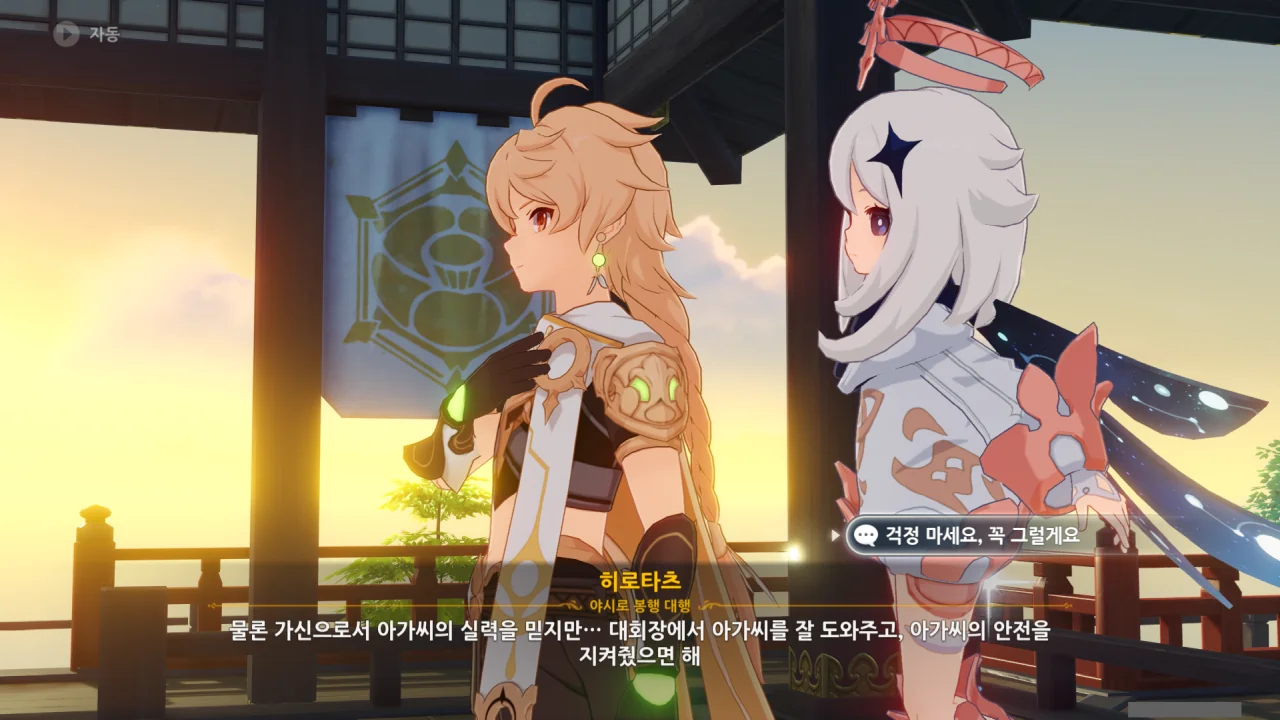 자동
걱정 마세요, 꼭 그럴게요
히로타츠
야시로 봉행 대행
물론 가신으로서 아가씨의 실력을 믿지만… 대회장에서 아가씨를 잘 도와주고, 아가씨의 안전을
지켜줬으면 해